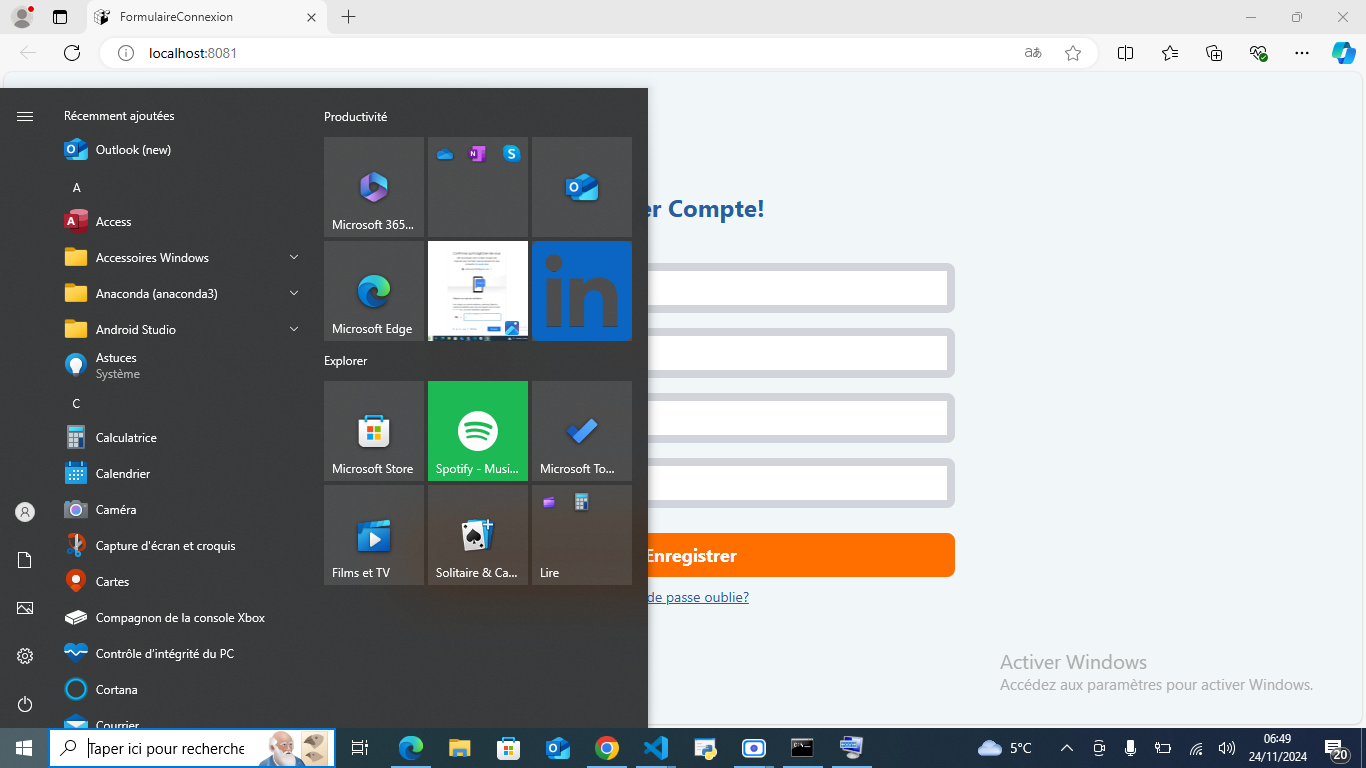 FormulaireConnexion
localhost:8081
Récemment ajoutées
Outlook (new)
A
Access
Accessoires Windows
Anaconda (anaconda3)
Android Studio
Astuces
Système
C
Calculatrice
Calendrier
Caméra
Capture d'écran et croquis
Cartes
Compagnon de la console Xbox
Contrôle d'intégrité du PC
Cortana
Courrier
Productivité
Microsoft 365...
Microsoft Edge
Explorer
Microsoft Store
Spotify - Musi...
Microsoft To...
Films et TV
Solitaire & Ca...
Lire
er Compte!
Enregistrer
de passe oublie?
Activer Windows
Accédez aux paramètres pour activer Windows.
Taper ici pour recherche
5°C
06:49
24/11/2024
20